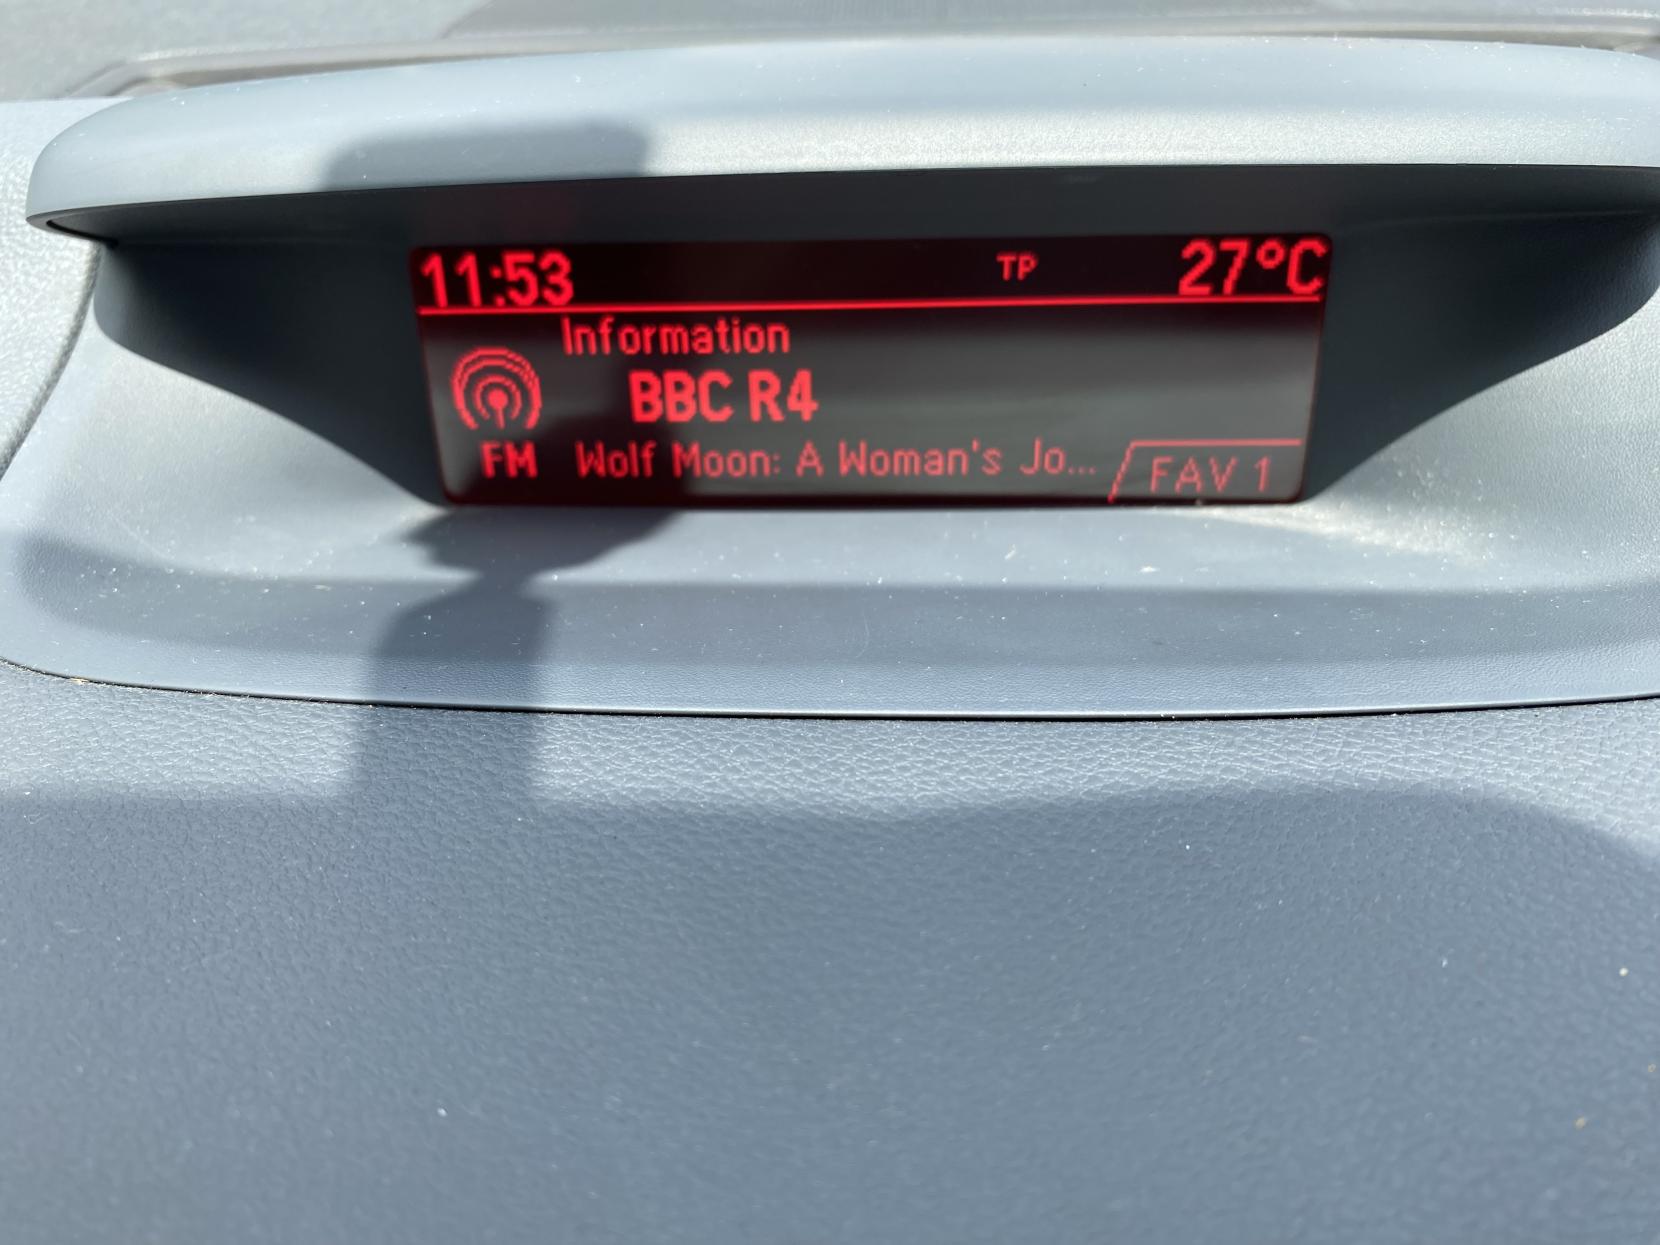 11:53 TP 27°C
Information
BBC R4
FM Wolf Moon: A Woman's Jo... FAV 1